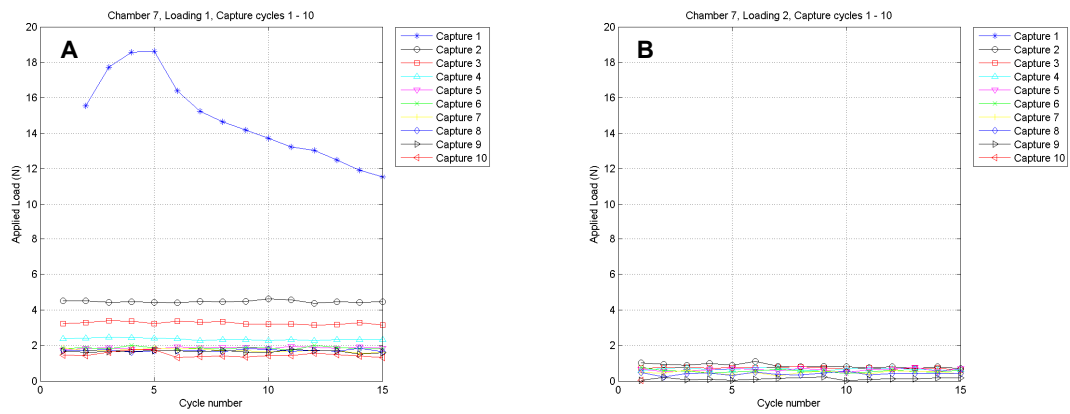 Chamber 7, Loading 1, Capture cycles 1 - 10
A
20
18
16
14
12
10
8
6
4
2
0
Applied Load (N)
0
5
10
15
Cycle number
Capture 1
Capture 2
Capture 3
Capture 4
Capture 5
Capture 6
Capture 7
Capture 8
Capture 9
Capture 10
Chamber 7, Loading 2, Capture cycles 1 - 10
B
20
18
16
14
12
10
8
6
4
2
0
Applied Load (N)
0
5
10
15
Cycle number
Capture 1
Capture 2
Capture 3
Capture 4
Capture 5
Capture 6
Capture 7
Capture 8
Capture 9
Capture 10